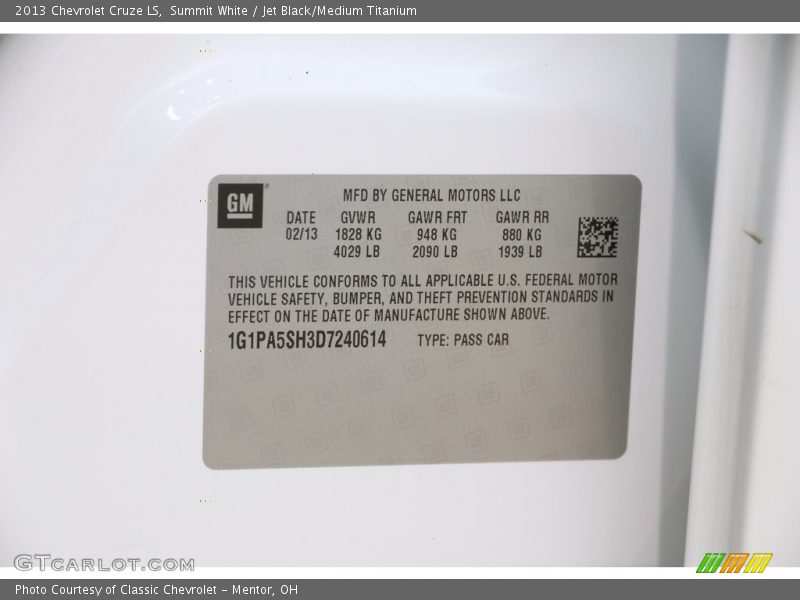 2013 Chevrolet Cruze LS, Summit White / Jet Black/Medium Titanium
GM
MFD BY GENERAL MOTORS LLC
DATE GVWR GAWR FRT GAWR RR
02/13 1828 KG 948 KG 880 KG
4029 LB 2090 LB 1939 LB
THIS VEHICLE CONFORMS TO ALL APPLICABLE U.S. FEDERAL MOTOR
VEHICLE SAFETY, BUMPER, AND THEFT PREVENTION STANDARDS IN
EFFECT ON THE DATE OF MANUFACTURE SHOWN ABOVE.
1G1PA5SH3D7240614 TYPE: PASS CAR
GTCARLOT.COM
Photo Courtesy of Classic Chevrolet - Mentor, OH